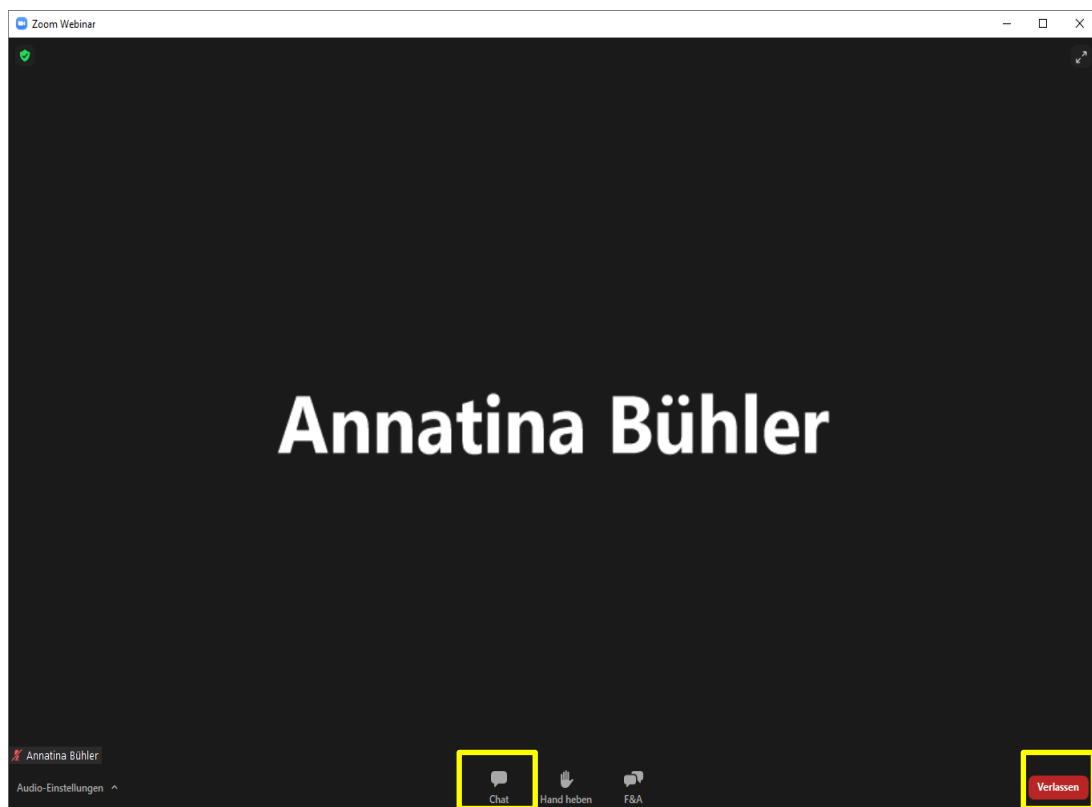 Zoom Webinar
Annatina Bühler
Annatina Bühler
Audio-Einstellungen
Chat
Hand heben
F&A
Verlassen